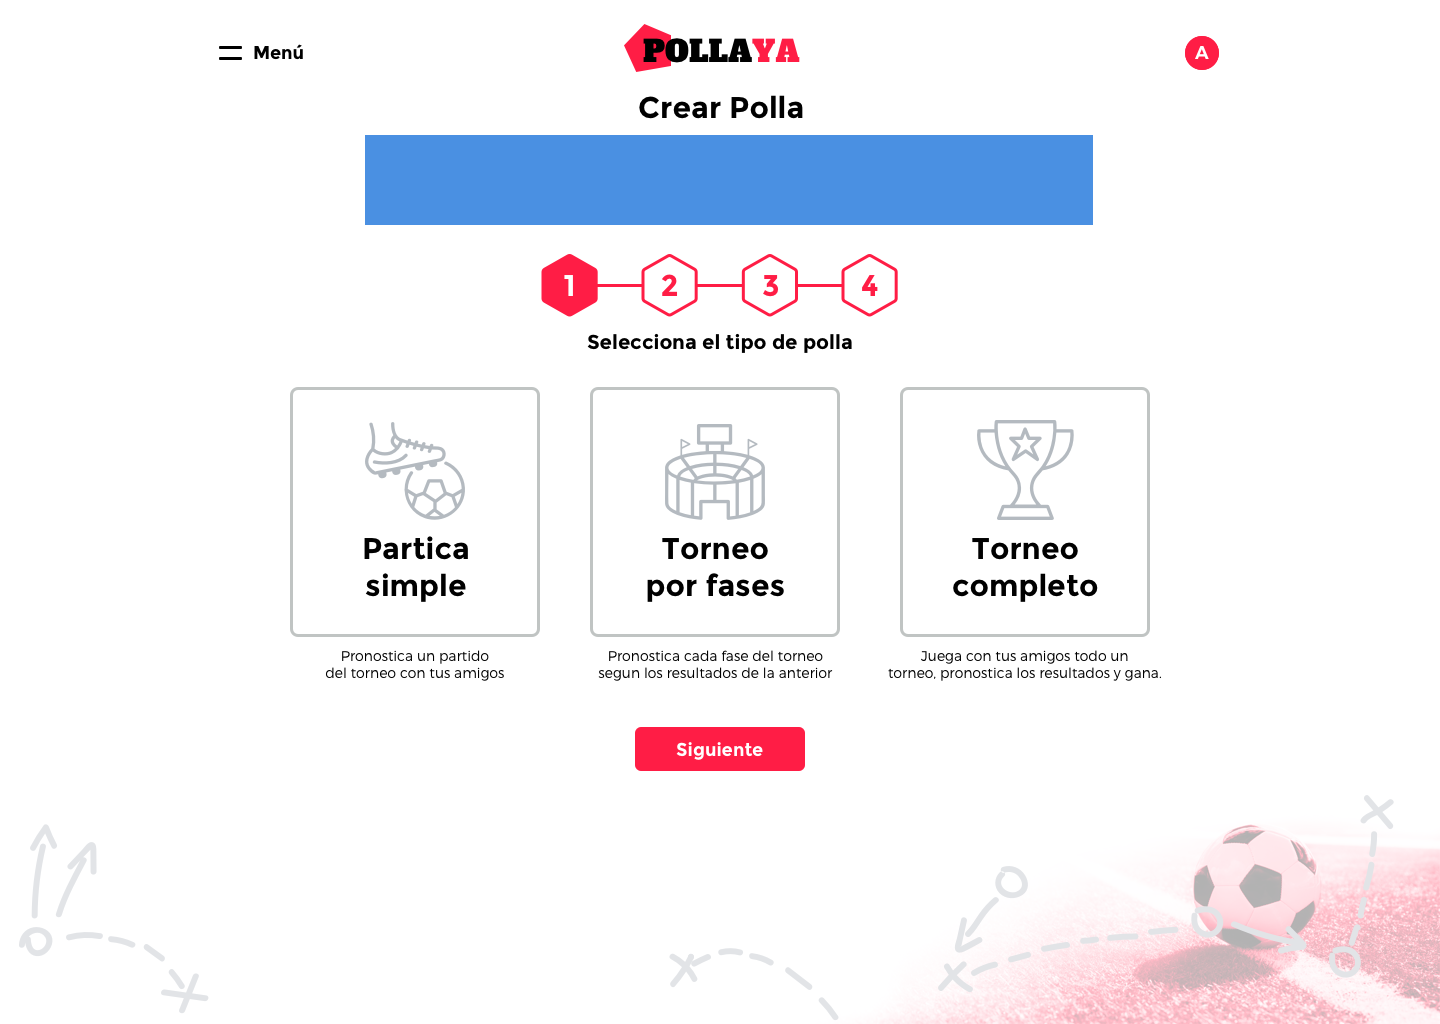 Menú
POLLAYA
A
Crear Polla
1 2 3 4
Selecciona el tipo de polla
Partica
simple
Pronostica un partido
del torneo con tus amigos
Torneo
por fases
Pronostica cada fase del torneo
segun los resultados de la anterior
Torneo
completo
Juega con tus amigos todo un
torneo, pronostica los resultados y gana.
Siguiente